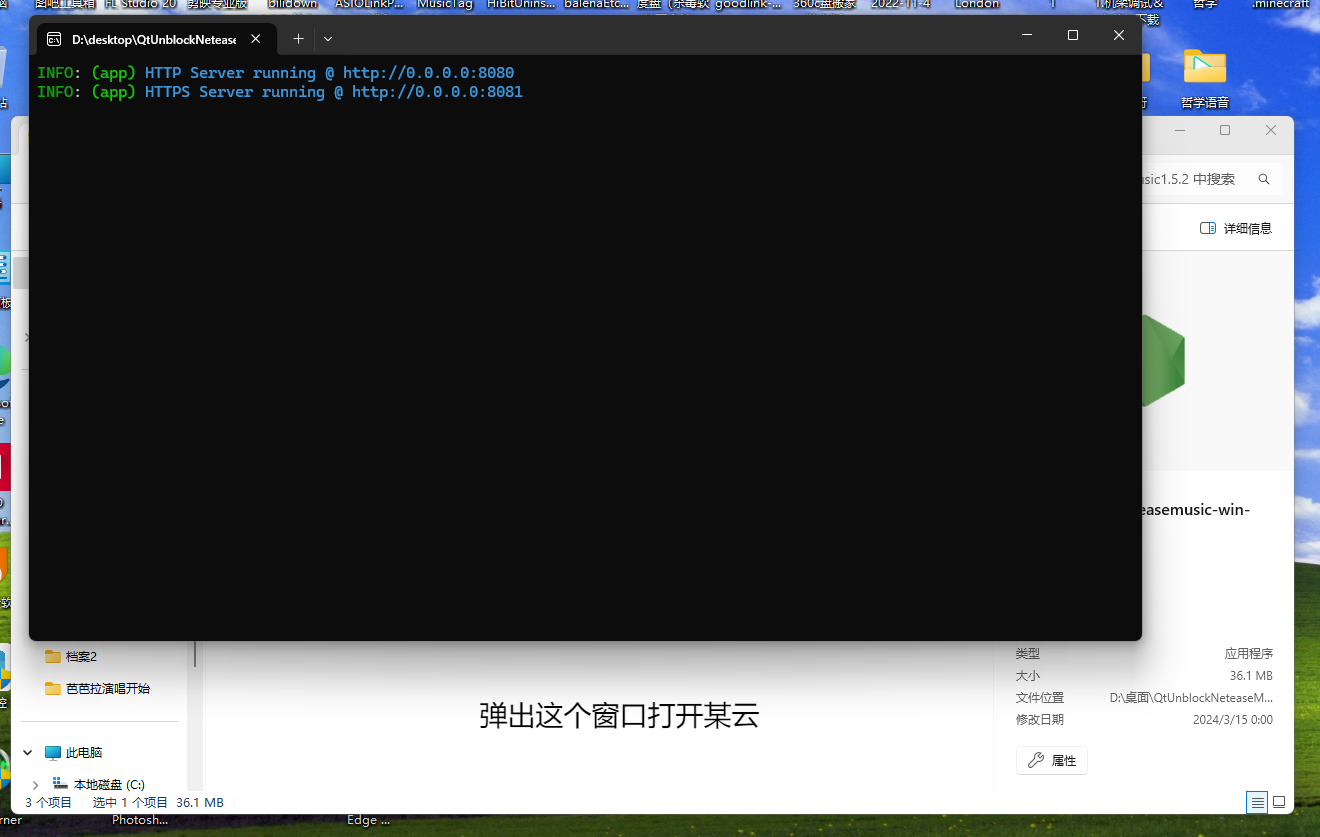 图吧工具箱
FL Studio 20
剪映专业版
bilidown
ASIOLinkP...
MusicTag
HiBitUnins...
balenaEtc...
度盘（杀毒软
goodlink-...
360c盘搬家
2022-11-4
London
1
1.机架调试&
下载
哲学
.minecraft
哲学语音
D:\desktop\QtUnblockNetease
INFO: (app) HTTP Server running @ http://0.0.0.0:8080
INFO: (app) HTTPS Server running @ http://0.0.0.0:8081
usic1.5.2 中搜索
详细信息
easemusic-win-
档案2
芭芭拉演唱开始
此电脑
本地磁盘 (C:)
3 个项目
选中 1 个项目 36.1 MB
弹出这个窗口打开某云
类型
应用程序
大小
36.1 MB
文件位置
D:\桌面\QtUnblockNeteaseM...
修改日期
2024/3/15 0:00
属性
rner
Photosh...
Edge ...